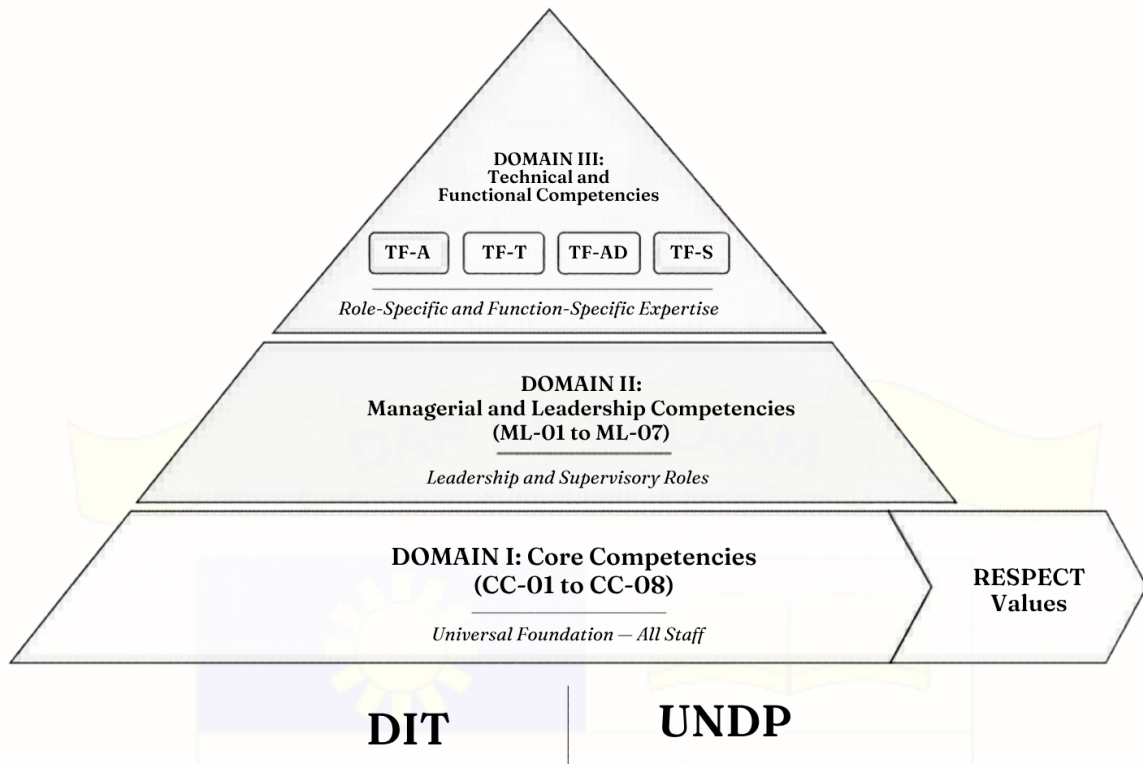 DOMAIN III:
Technical and
Functional Competencies
TF-A
TF-T
TF-AD
TF-S
Role-Specific and Function-Specific Expertise
DOMAIN II:
Managerial and Leadership Competencies
(ML-01 to ML-07)
Leadership and Supervisory Roles
DOMAIN I: Core Competencies
(CC-01 to CC-08)
Universal Foundation — All Staff
RESPECT
Values
DIT
UNDP